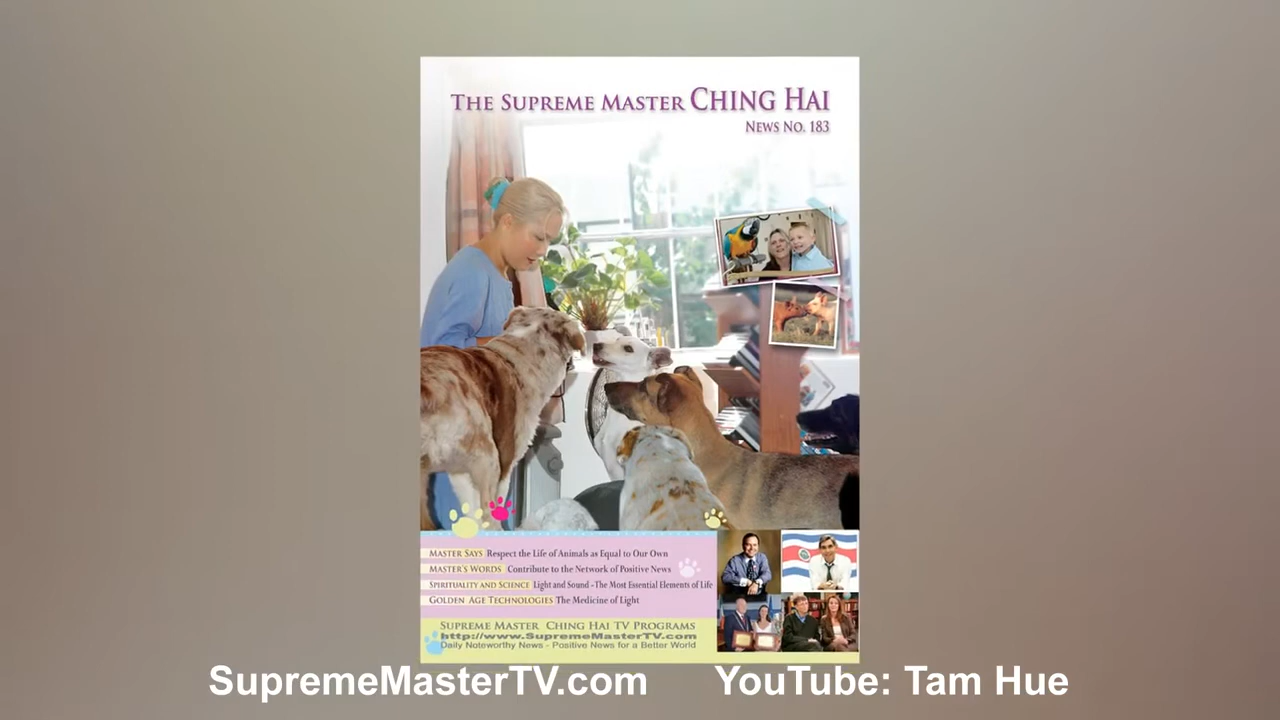 THE SUPREME MASTER CHING HAI
NEWS NO. 183
MASTER SAYS Respect the Life of Animals as Equal to Our Own
MASTER'S WORDS Contribute to the Network of Positive News
SPIRITUALITY AND SCIENCE Light and Sound - The Most Essential Elements of Life
GOLDEN AGE TECHNOLOGIES The Medicine of Light
SUPREME MASTER CHING HAI TV PROGRAMS
http://www.SupremeMasterTV.com
Daily Noteworthy News - Positive News for a Better World
SupremeMasterTV.com YouTube: Tam Hue